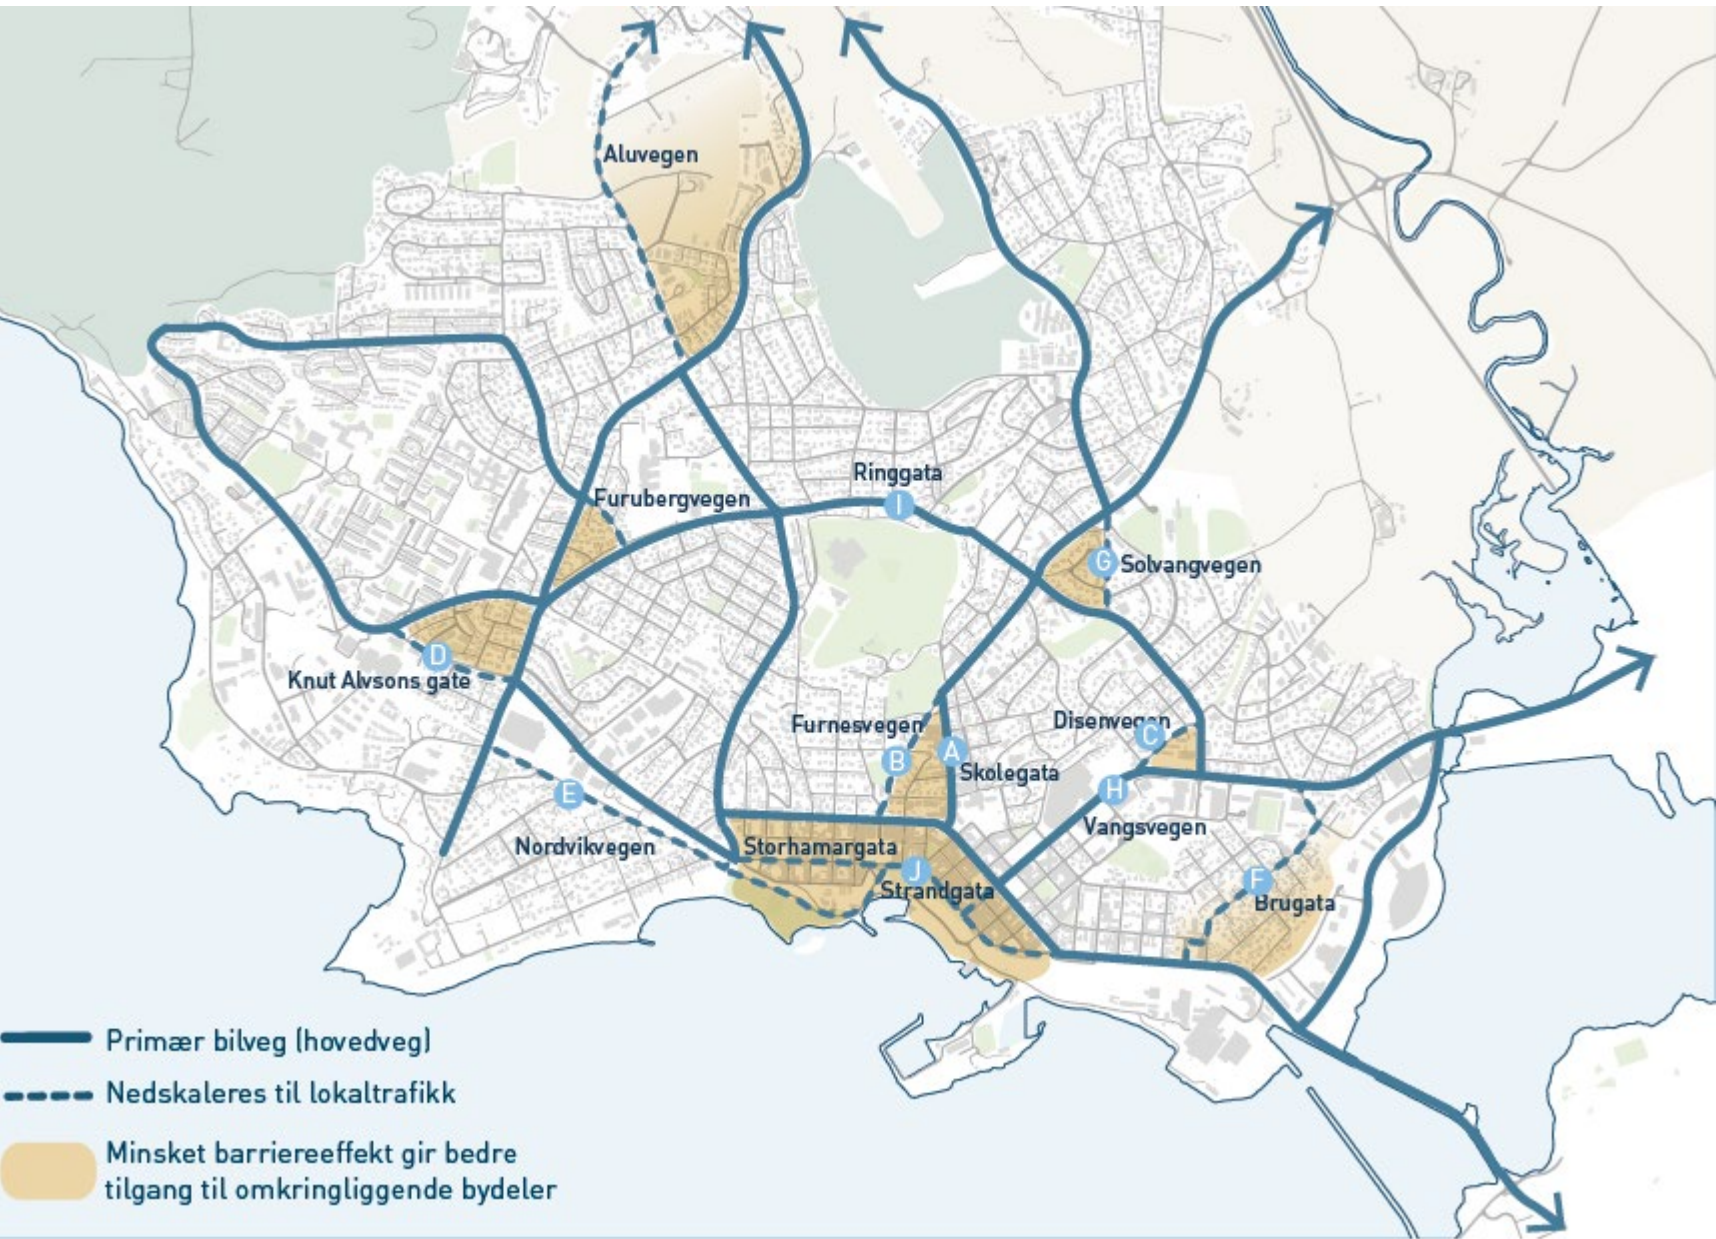 Aluvegen
Ringgata
I
Furubergvegen
G
Solvangvegen
D
Knut Alvsons gate
Furnesvegen
Disenvegen
C
B
A
Skolegata
E
H
Vangsvegen
Nordvikvegen
Storhamargata
J
Strandgata
F
Brugata
Primær bilveg (hovedveg)
Nedskaleres til lokaltrafikk
Minsket barriereeffekt gir bedre
tilgang til omkringliggende bydeler